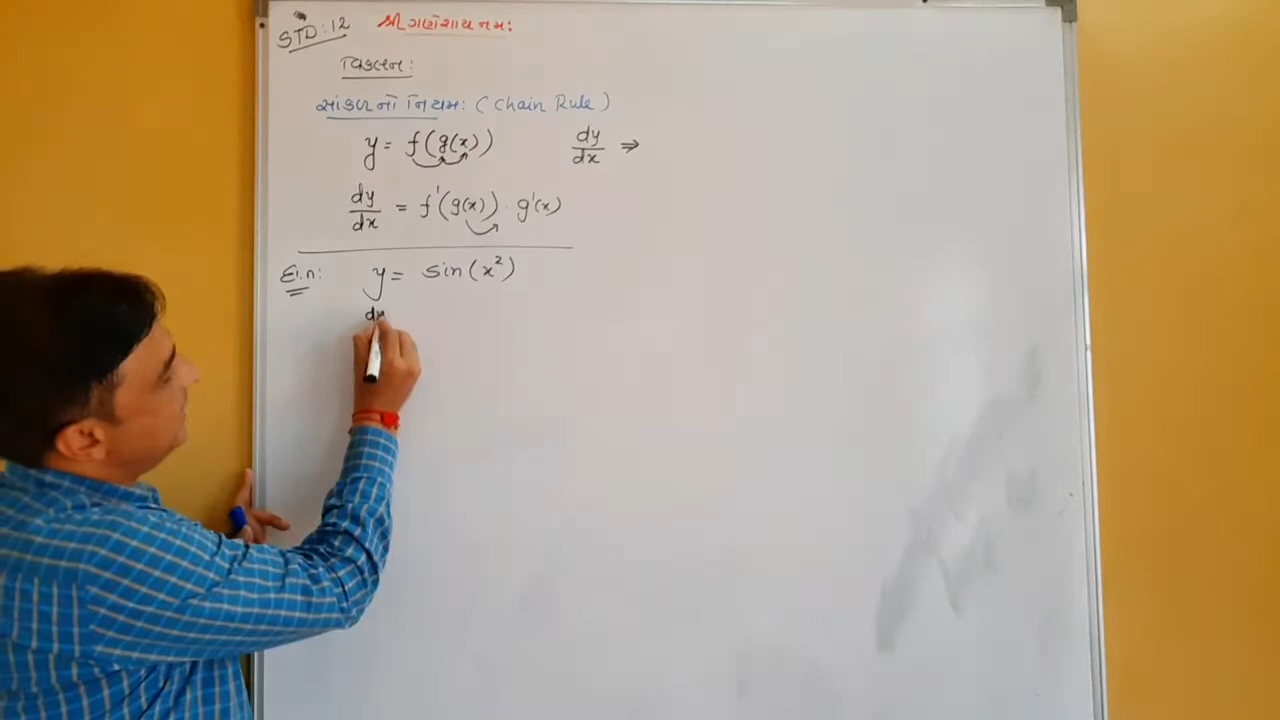 STD: 12
શ્રી ગણેશાય નમઃ
વિકલન:
સાંકળનો નિયમ: (Chain Rule)
y = f(g(x)) dy/dx ⇒
dy/dx = f'(g(x)) · g'(x)
દા.ત: y = sin(x²)
dy